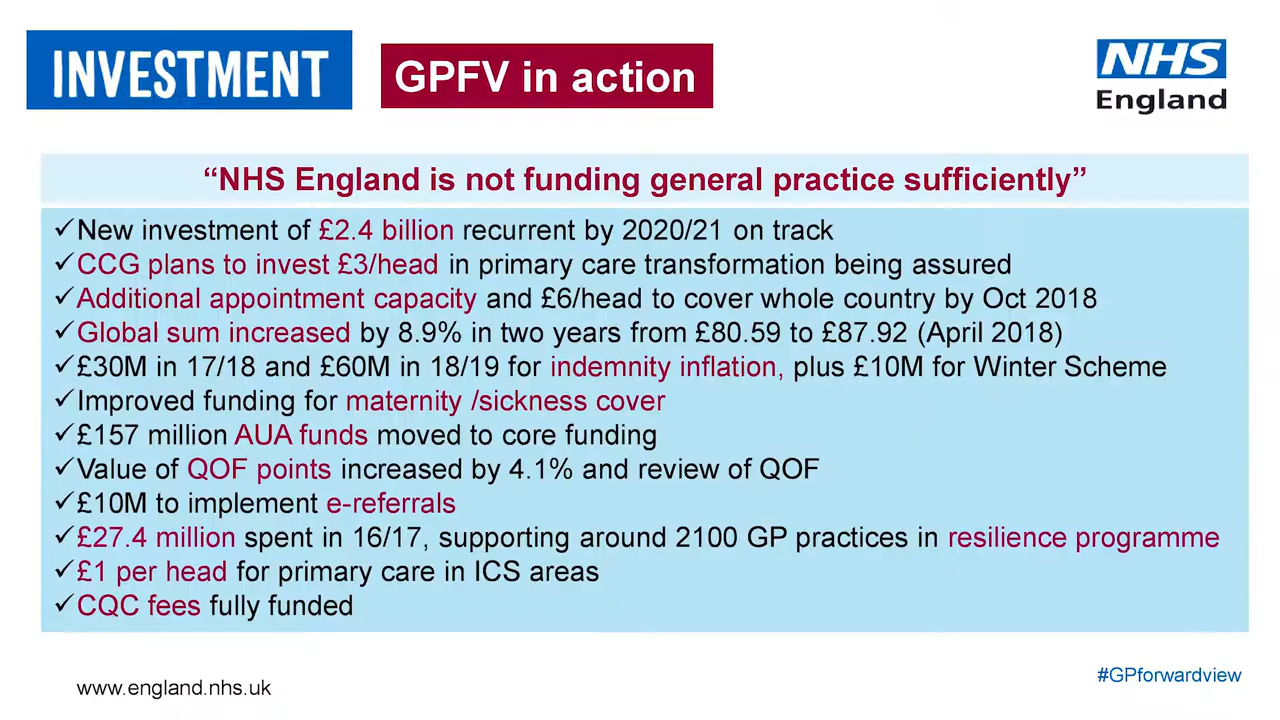 INVESTMENT
GPFV in action
NHS
England
“NHS England is not funding general practice sufficiently”
✓New investment of £2.4 billion recurrent by 2020/21 on track
✓CCG plans to invest £3/head in primary care transformation being assured
✓Additional appointment capacity and £6/head to cover whole country by Oct 2018
✓Global sum increased by 8.9% in two years from £80.59 to £87.92 (April 2018)
✓£30M in 17/18 and £60M in 18/19 for indemnity inflation, plus £10M for Winter Scheme
✓Improved funding for maternity /sickness cover
✓£157 million AUA funds moved to core funding
✓Value of QOF points increased by 4.1% and review of QOF
✓£10M to implement e-referrals
✓£27.4 million spent in 16/17, supporting around 2100 GP practices in resilience programme
✓£1 per head for primary care in ICS areas
✓CQC fees fully funded
www.england.nhs.uk
#GPforwardview